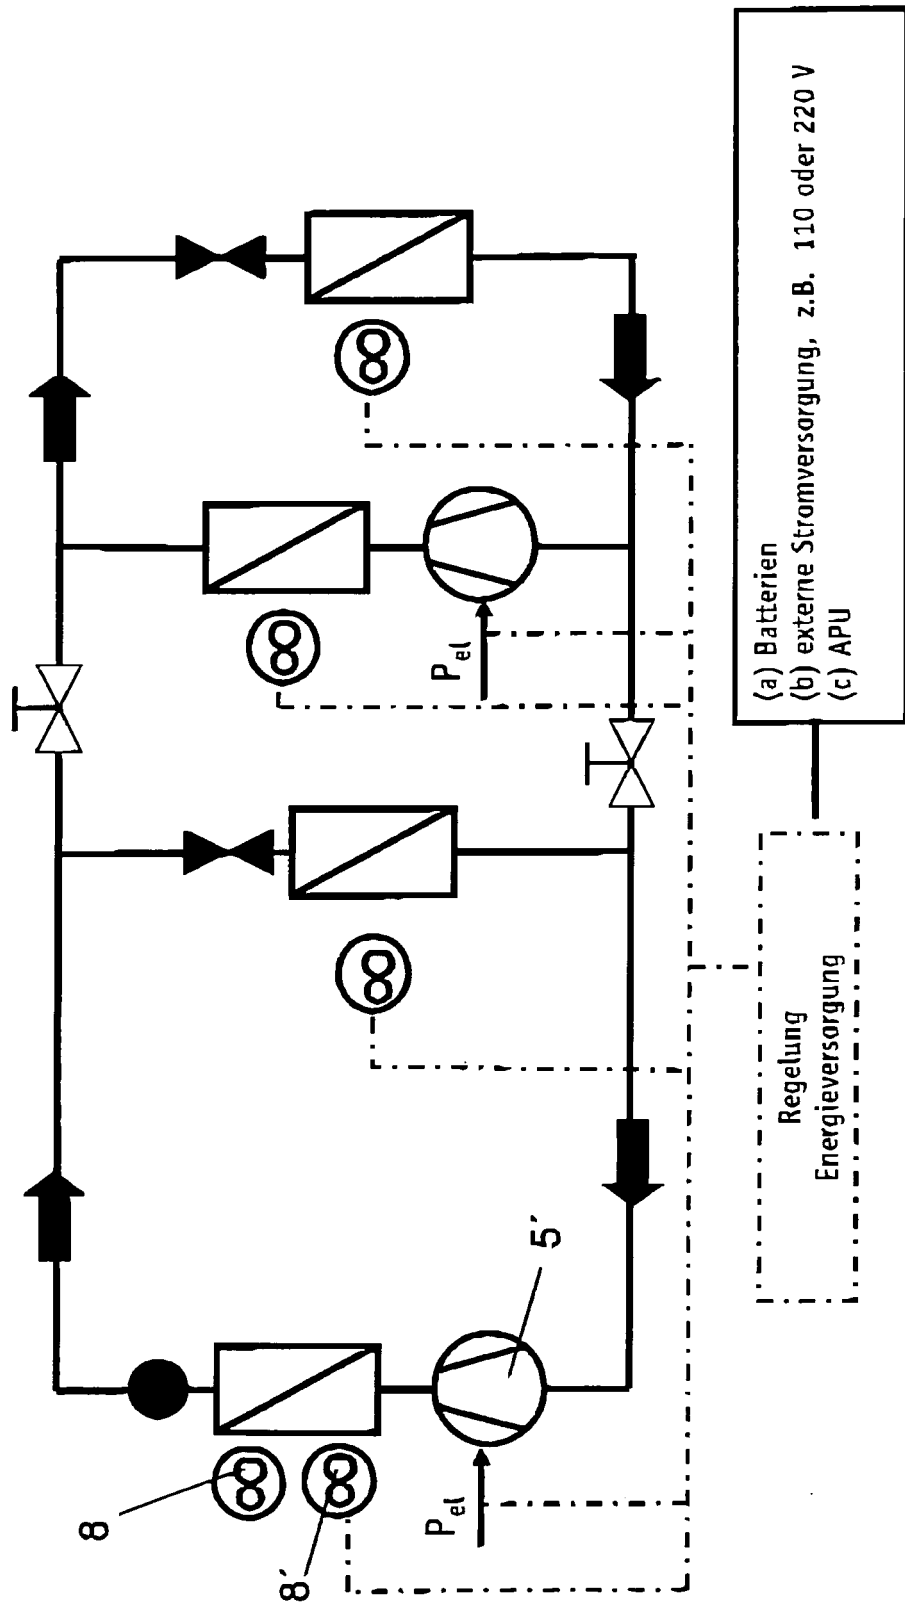 8
8´
P_el
5´
P_el
Regelung
Energieversorgung
(a) Batterien
(b) externe Stromversorgung, z.B. 110 oder 220 V
(c) APU